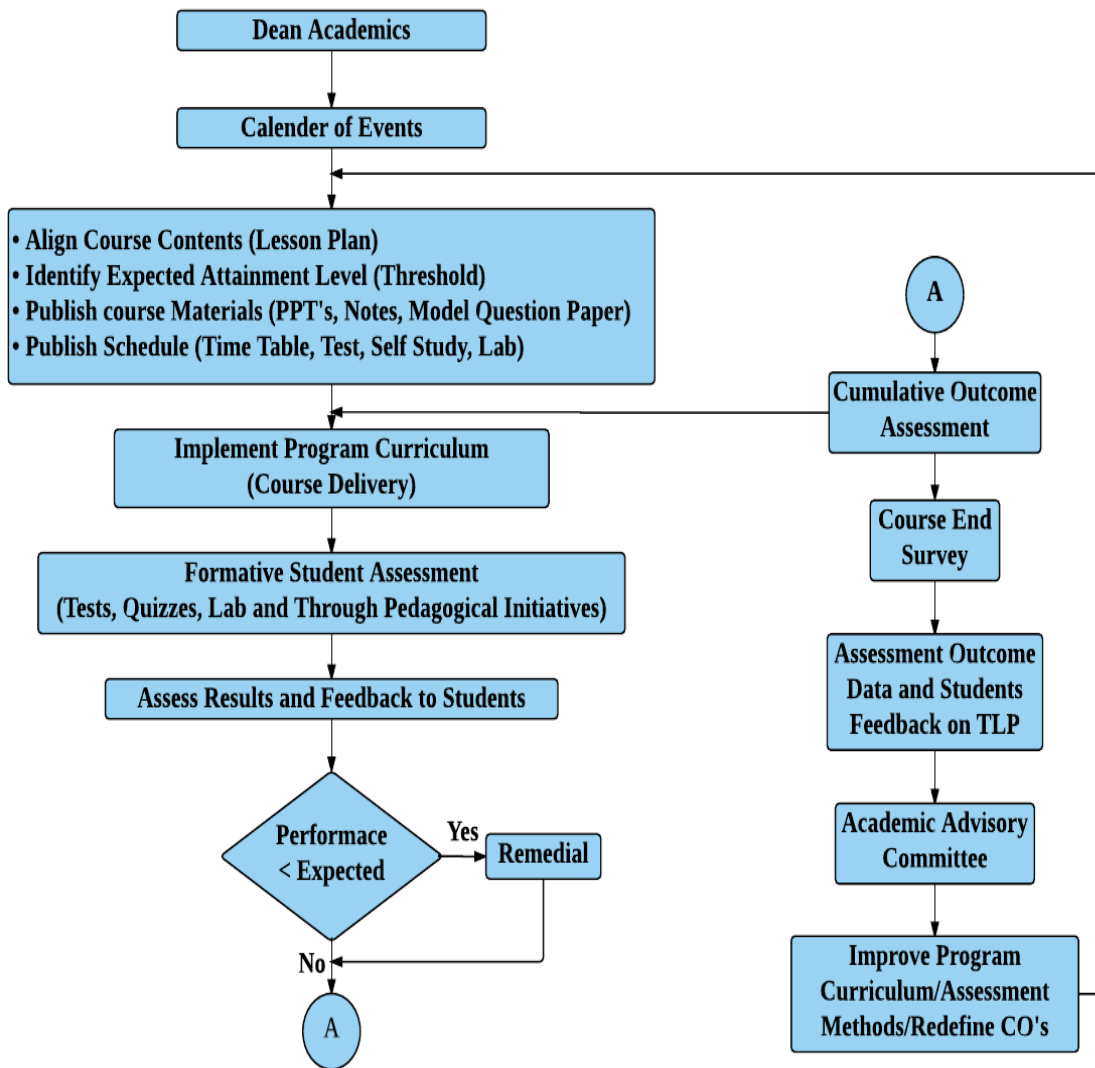 Dean Academics
Calender of Events
• Align Course Contents (Lesson Plan)
• Identify Expected Attainment Level (Threshold)
• Publish course Materials (PPT's, Notes, Model Question Paper)
• Publish Schedule (Time Table, Test, Self Study, Lab)
Implement Program Curriculum
(Course Delivery)
Formative Student Assessment
(Tests, Quizzes, Lab and Through Pedagogical Initiatives)
Assess Results and Feedback to Students
Performace
< Expected
Yes
Remedial
No
A
A
Cumulative Outcome
Assessment
Course End
Survey
Assessment Outcome
Data and Students
Feedback on TLP
Academic Advisory
Committee
Improve Program
Curriculum/Assessment
Methods/Redefine CO's